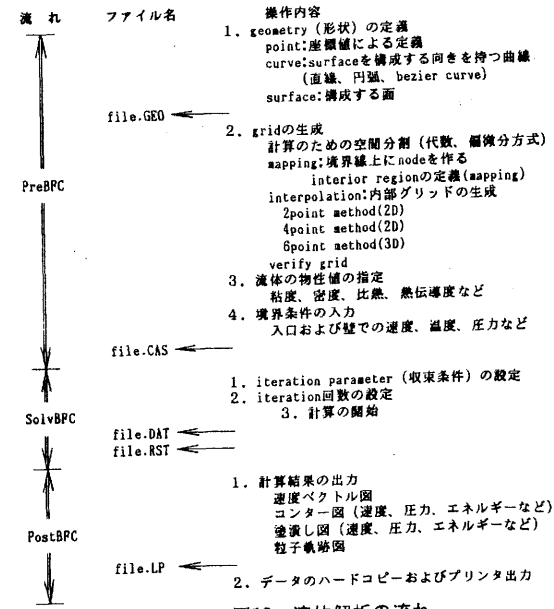 流 れ ファイル名 操作内容
1. geometry (形状) の定義
point:座標値による定義
curve:surfaceを構成する向きを持つ曲線
(直線、円弧、bezier curve)
surface:構成する面
file.GEO
2. gridの生成
計算のための空間分割 (代数、偏微分方式)
mapping:境界線上にnodeを作る
interior regionの定義(mapping)
PreBFC
interpolation:内部グリッドの生成
2point method(2D)
4point method(2D)
6point method(3D)
verify grid
3. 流体の物性値の指定
粘度、密度、比熱、熱伝導度など
4. 境界条件の入力
入口および壁での速度、温度、圧力など
file.CAS
1. iteration parameter (収束条件) の設定
2. iteration回数の設定
3. 計算の開始
SolvBFC
file.DAT
file.RST
1. 計算結果の出力
速度ベクトル図
コンター図 (速度、圧力、エネルギーなど)
塗潰し図 (速度、圧力、エネルギーなど)
粒子軌跡図
PostBFC
file.LP
2. データのハードコピーおよびプリンタ出力